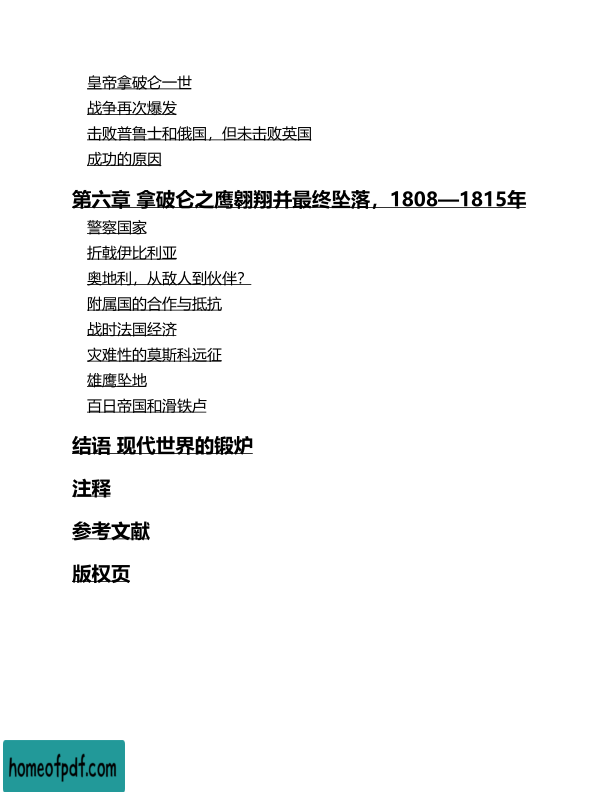 皇帝拿破仑一世
战争再次爆发
击败普鲁士和俄国，但未击败英国
成功的原因
第六章 拿破仑之鹰翱翔并最终坠落，1808—1815年
警察国家
折戟伊比利亚
奥地利，从敌人到伙伴？
附属国的合作与抵抗
战时法国经济
灾难性的莫斯科远征
雄鹰坠地
百日帝国和滑铁卢
结语 现代世界的锻炉
注释
参考文献
版权页
homeofpdf.com